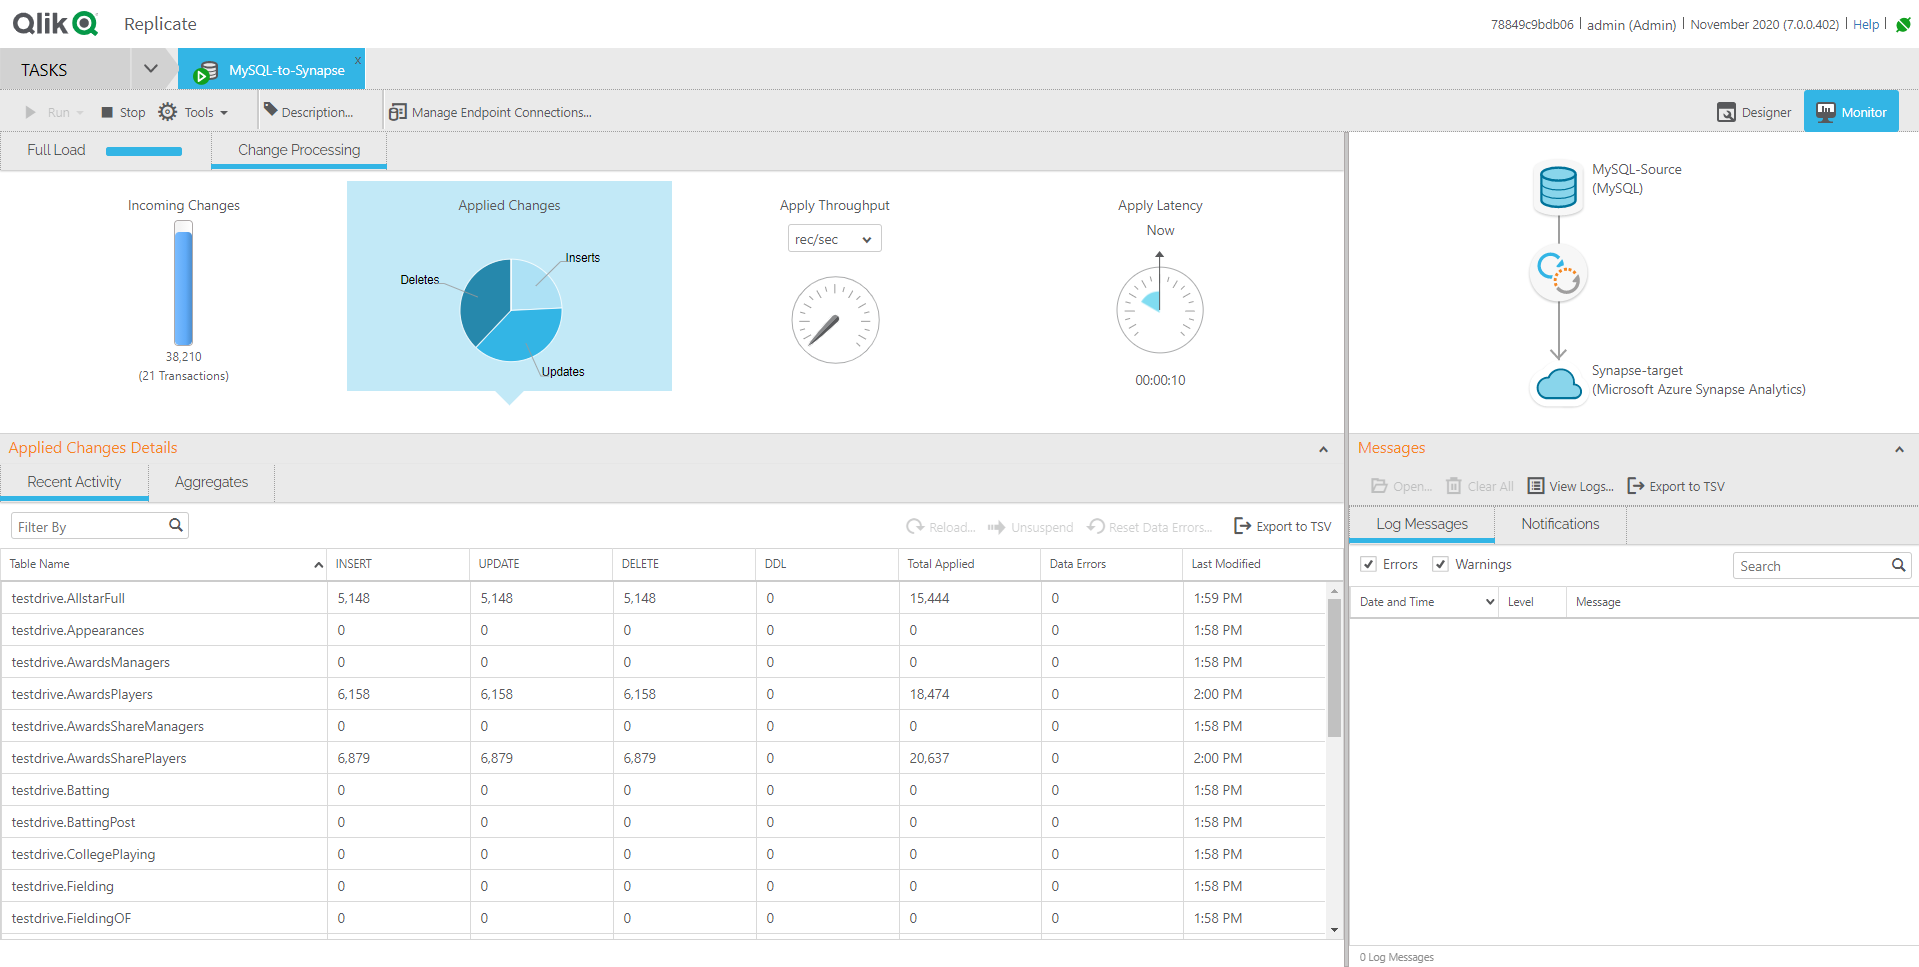 Qlik Replicate
78849c9bdb06 | admin (Admin) | November 2020 (7.0.0.402) | Help |
TASKS
MySQL-to-Synapse x
Run Stop Tools Description... Manage Endpoint Connections... Designer Monitor
Full Load Change Processing
Incoming Changes
38,210
(21 Transactions)
Applied Changes
Inserts
Deletes
Updates
Apply Throughput
rec/sec
Apply Latency
Now
00:00:10
MySQL-Source
(MySQL)
Synapse-target
(Microsoft Azure Synapse Analytics)
Applied Changes Details
Recent Activity Aggregates
Filter By Reload... Unsuspend Reset Data Errors... Export to TSV
Table Name INSERT UPDATE DELETE DDL Total Applied Data Errors Last Modified
testdrive.AllstarFull 5,148 5,148 5,148 0 15,444 0 1:59 PM
testdrive.Appearances 0 0 0 0 0 0 1:58 PM
testdrive.AwardsManagers 0 0 0 0 0 0 1:58 PM
testdrive.AwardsPlayers 6,158 6,158 6,158 0 18,474 0 2:00 PM
testdrive.AwardsShareManagers 0 0 0 0 0 0 1:58 PM
testdrive.AwardsSharePlayers 6,879 6,879 6,879 0 20,637 0 2:00 PM
testdrive.Batting 0 0 0 0 0 0 1:58 PM
testdrive.BattingPost 0 0 0 0 0 0 1:58 PM
testdrive.CollegePlaying 0 0 0 0 0 0 1:58 PM
testdrive.Fielding 0 0 0 0 0 0 1:58 PM
testdrive.FieldingOF 0 0 0 0 0 0 1:58 PM
Messages
Open... Clear All View Logs... Export to TSV
Log Messages Notifications
Errors Warnings Search
Date and Time Level Message
0 Log Messages